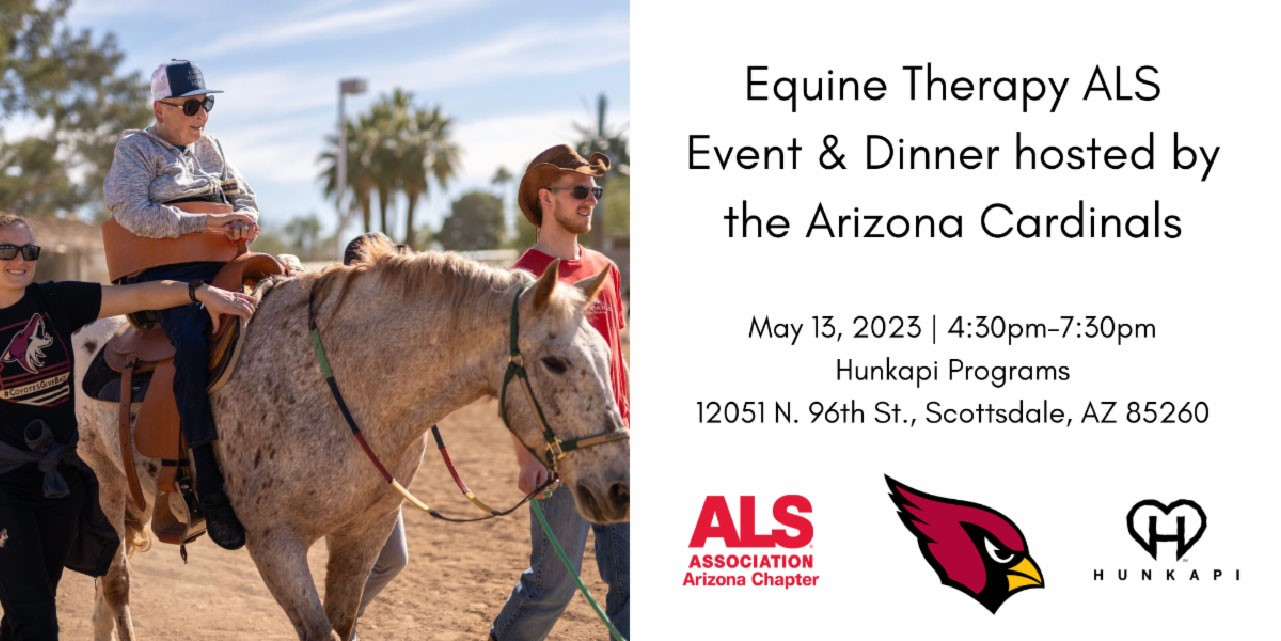 Equine Therapy ALS
Event & Dinner hosted by
the Arizona Cardinals
May 13, 2023 | 4:30pm-7:30pm
Hunkapi Programs
12051 N. 96th St., Scottsdale, AZ 85260
ALS
ASSOCIATION
Arizona Chapter
H
HUNKAPI